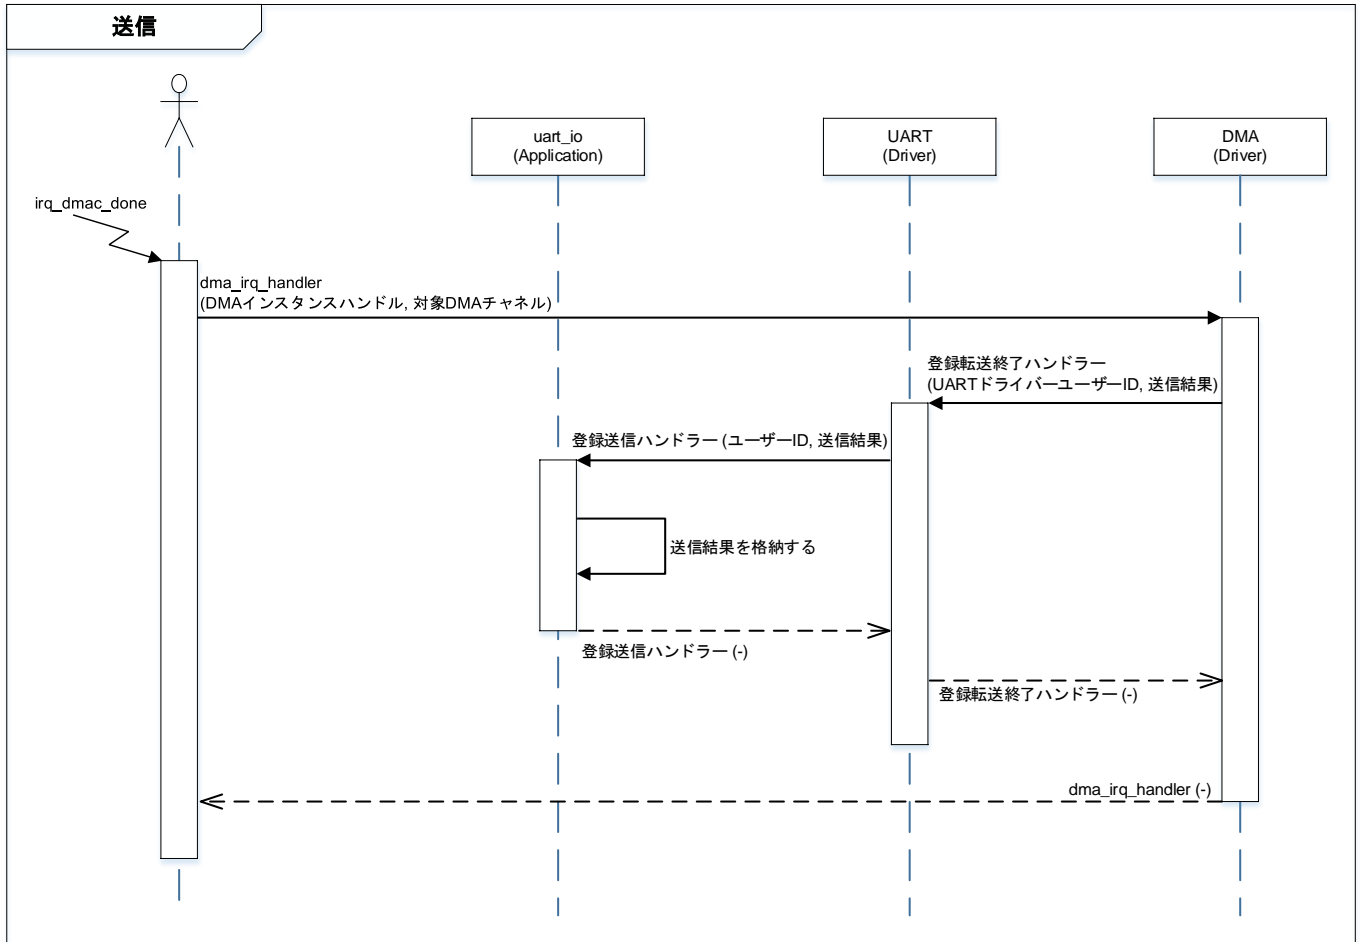 送信
uart_io
(Application)
UART
(Driver)
DMA
(Driver)
irq_dmac_done
dma_irq_handler
(DMAインスタンスハンドル, 対象DMAチャネル)
登録転送終了ハンドラー
(UARTドライバーユーザーID, 送信結果)
登録送信ハンドラー (ユーザーID, 送信結果)
送信結果を格納する
登録送信ハンドラー (-)
登録転送終了ハンドラー (-)
dma_irq_handler (-)